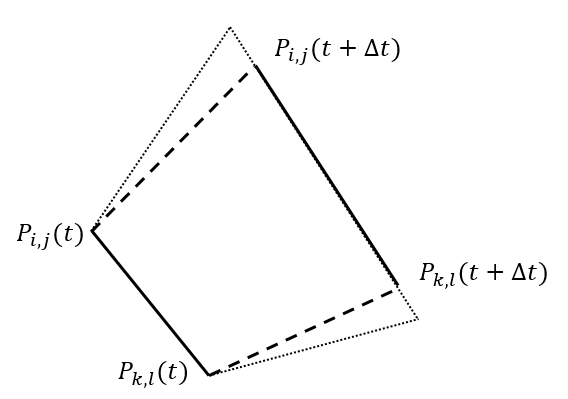 P_{i,j}(t + Δt)
P_{i,j}(t)
P_{k,l}(t + Δt)
P_{k,l}(t)